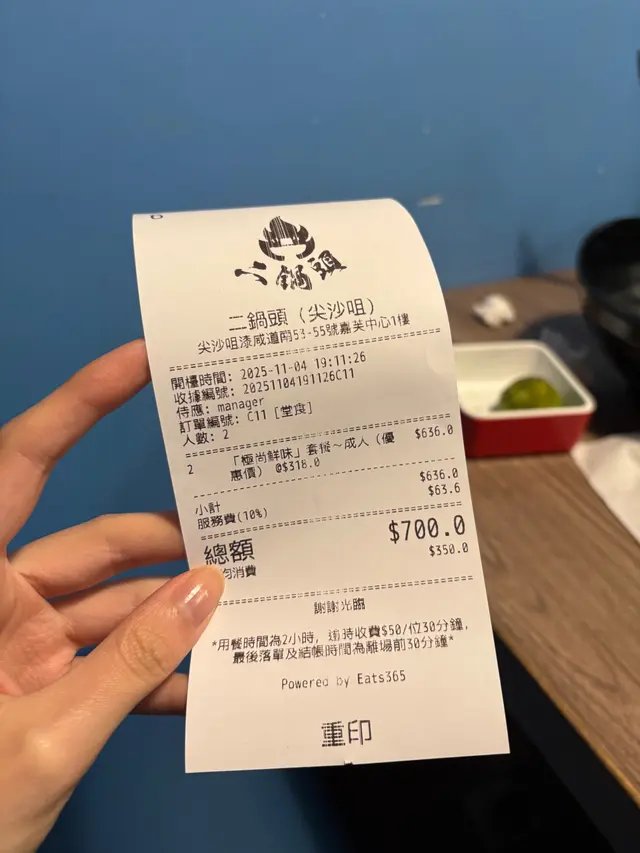 二鍋頭
二鍋頭 (尖沙咀)
尖沙咀漆咸道南53-55號嘉芙中心1樓
開檯時間: 2025-11-04 19:11:26
收據編號: 20251104191126C11
侍應: manager
訂單編號: C11 [堂食]
人數: 2
2 「極尚鮮味」套餐～成人 (優 $636.0
惠價) @$318.0
小計 $636.0
服務費(10%) $63.6
總額 $700.0
均消費 $350.0
謝謝光臨
*用餐時間為2小時, 逾時收費$50/位30分鐘,
最後落單及結帳時間為離場前30分鐘*
Powered by Eats365
重印